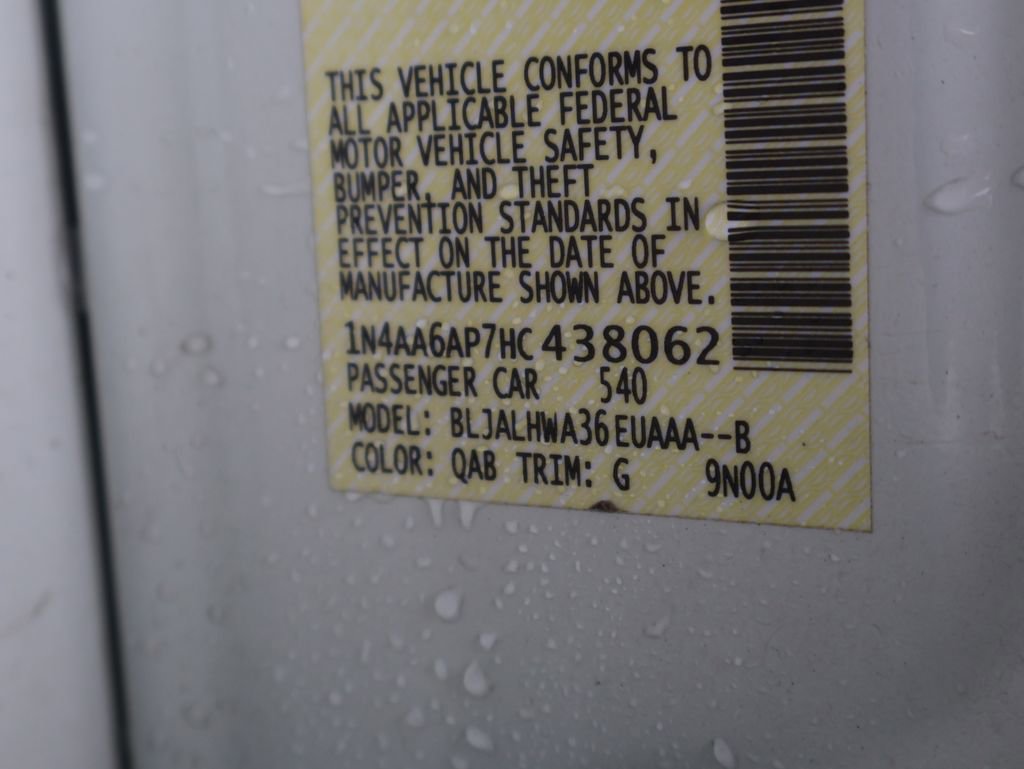 THIS VEHICLE CONFORMS TO
ALL APPLICABLE FEDERAL
MOTOR VEHICLE SAFETY,
BUMPER, AND THEFT
PREVENTION STANDARDS IN
EFFECT ON THE DATE OF
MANUFACTURE SHOWN ABOVE.
1N4AA6AP7HC438062
PASSENGER CAR 540
MODEL: BLJALHWA36EUAAA--B
COLOR: QAB TRIM: G 9N00A